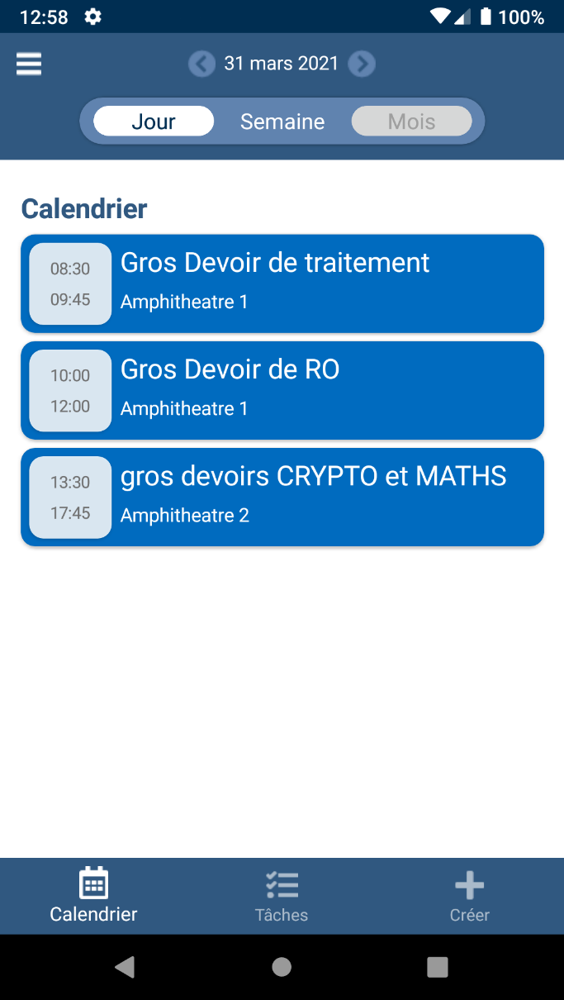 12:58 100%
31 mars 2021
Jour Semaine Mois
Calendrier
08:30
09:45
Gros Devoir de traitement
Amphitheatre 1
10:00
12:00
Gros Devoir de RO
Amphitheatre 1
13:30
17:45
gros devoirs CRYPTO et MATHS
Amphitheatre 2
Calendrier Tâches Créer